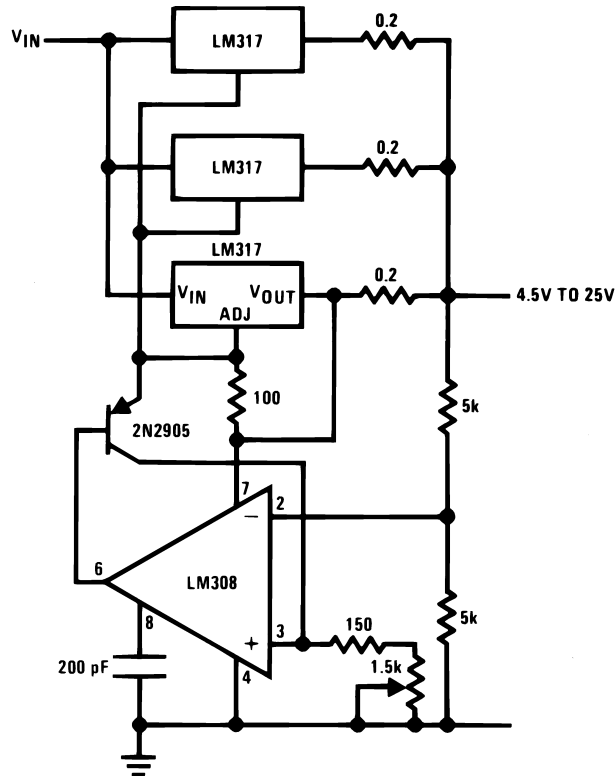 0.2
VIN
LM317
0.2
LM317
LM317
0.2
VIN
VOUT
ADJ
4.5V TO 25V
100
5k
2N2905
7
2
−
6
LM308
5k
8
+
3
150
4
1.5k
200 pF